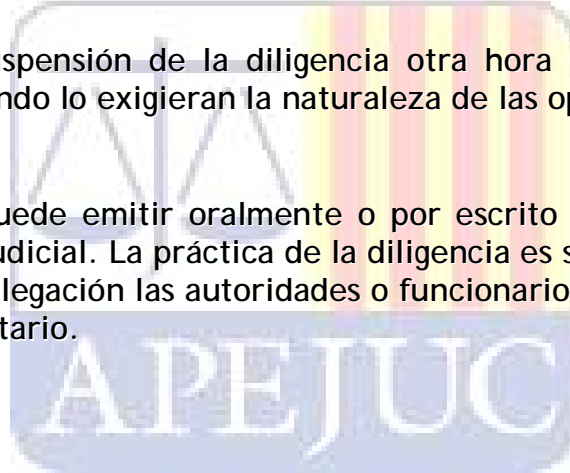 spensión de la diligencia otra hora
ndo lo exigieran la naturaleza de las op
uede emitir oralmente o por escrito
udicial. La práctica de la diligencia es s
legación las autoridades o funcionario
tario.
APEJUC